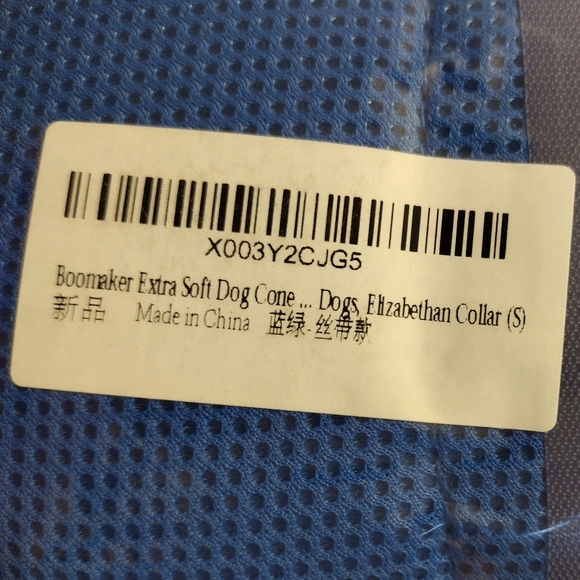 X003Y2CJG5
Boomaker Extra Soft Dog Cone ... Dogs, Elizabethan Collar (S)
新品 Made in China 蓝绿-丝带款